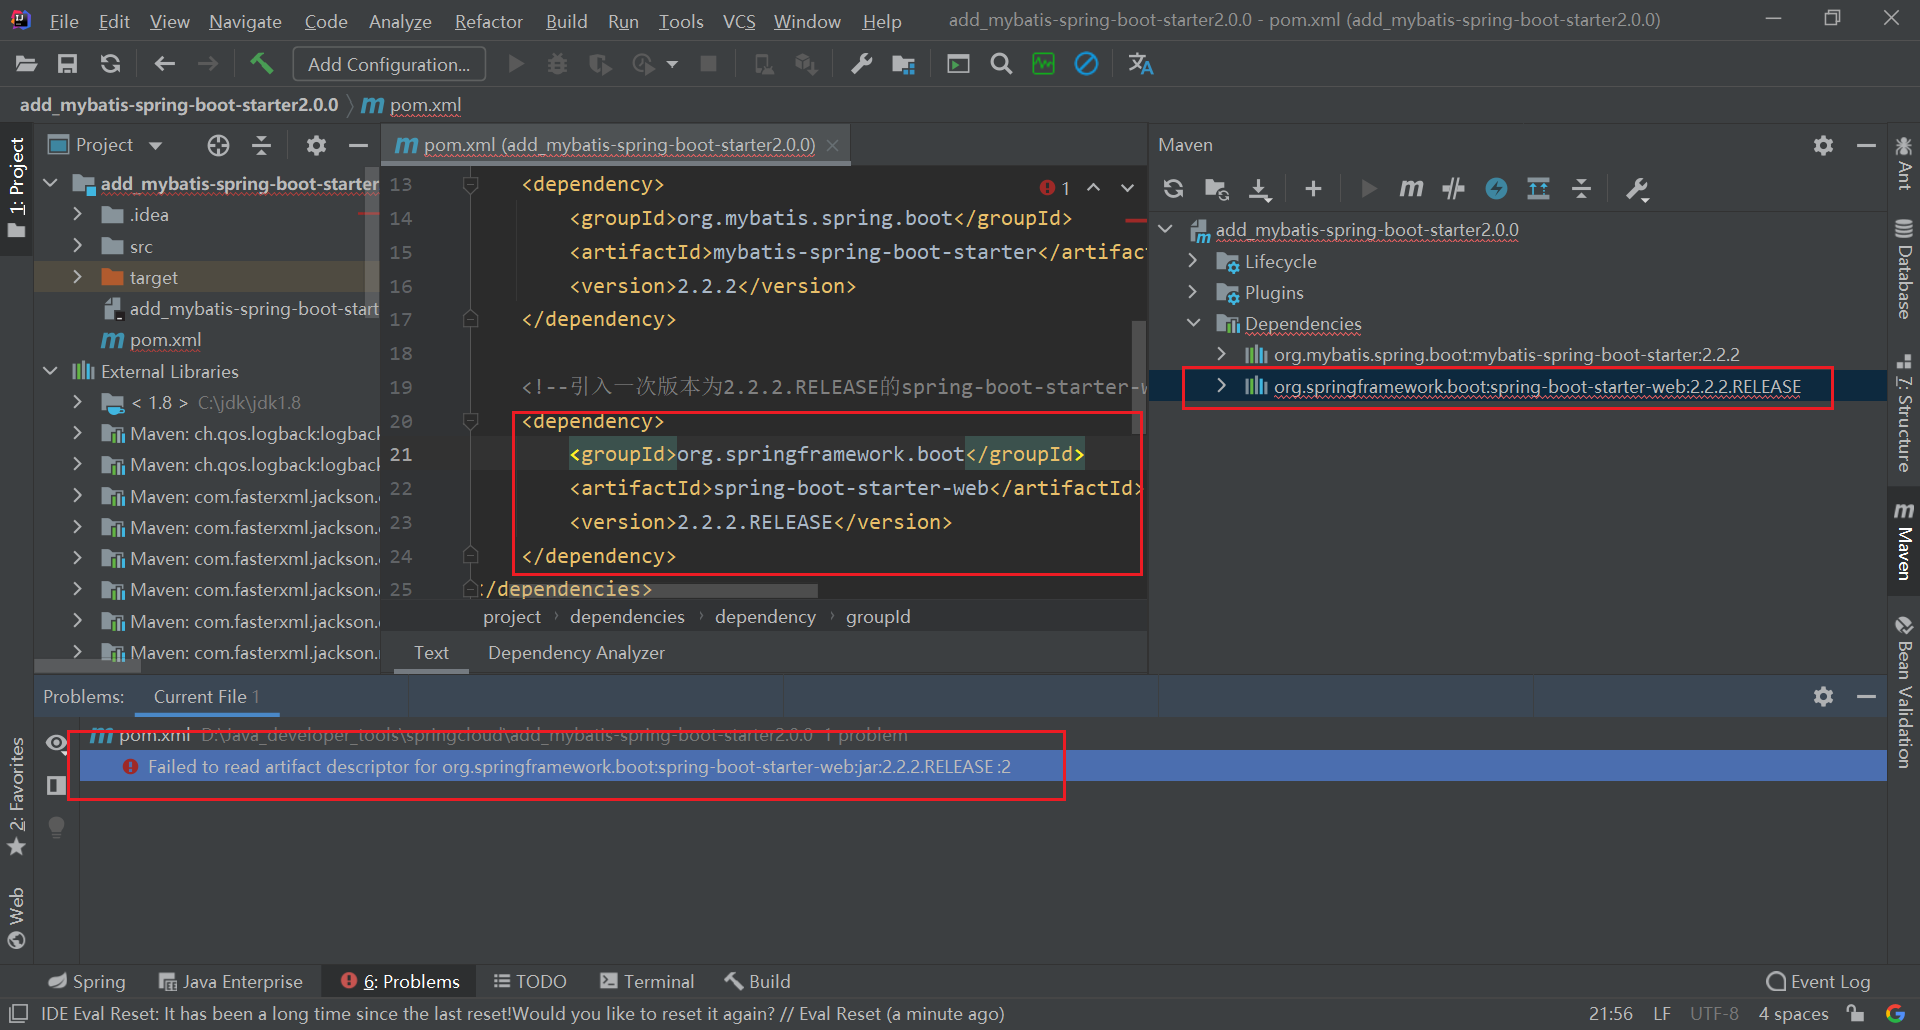 File Edit View Navigate Code Analyze Refactor Build Run Tools VCS Window Help add_mybatis-spring-boot-starter2.0.0 - pom.xml (add_mybatis-spring-boot-starter2.0.0)
Add Configuration...
add_mybatis-spring-boot-starter2.0.0 m pom.xml
1: Project
2: Favorites
Web
Project
add_mybatis-spring-boot-starter
.idea
src
target
add_mybatis-spring-boot-start
m pom.xml
External Libraries
< 1.8 > C:\jdk\jdk1.8
Maven: ch.qos.logback:logback
Maven: ch.qos.logback:logback
Maven: com.fasterxml.jackson.
Maven: com.fasterxml.jackson.
Maven: com.fasterxml.jackson.
Maven: com.fasterxml.jackson.
Maven: com.fasterxml.jackson.
Maven: com.fasterxml.jackson.
m pom.xml (add_mybatis-spring-boot-starter2.0.0)
1
13 <dependency>
14 <groupId>org.mybatis.spring.boot</groupId>
15 <artifactId>mybatis-spring-boot-starter</artifac
16 <version>2.2.2</version>
17 </dependency>
18
19 <!--引入一次版本为2.2.2.RELEASE的spring-boot-starter-w
20 <dependency>
21 <groupId>org.springframework.boot</groupId>
22 <artifactId>spring-boot-starter-web</artifactId>
23 <version>2.2.2.RELEASE</version>
24 </dependency>
25 </dependencies>
project dependencies dependency groupId
Text Dependency Analyzer
Maven
m
add_mybatis-spring-boot-starter2.0.0
Lifecycle
Plugins
Dependencies
org.mybatis.spring.boot:mybatis-spring-boot-starter:2.2.2
org.springframework.boot:spring-boot-starter-web:2.2.2.RELEASE
Ant
Database
7: Structure
m Maven
Bean Validation
Problems: Current File 1
m pom.xml D:\Java_developer_tools\springcloud\add_mybatis-spring-boot-starter2.0.0 1 problem
Failed to read artifact descriptor for org.springframework.boot:spring-boot-starter-web:jar:2.2.2.RELEASE :2
Spring Java Enterprise 6: Problems TODO Terminal Build Event Log
IDE Eval Reset: It has been a long time since the last reset!Would you like to reset it again? // Eval Reset (a minute ago) 21:56 LF UTF-8 4 spaces